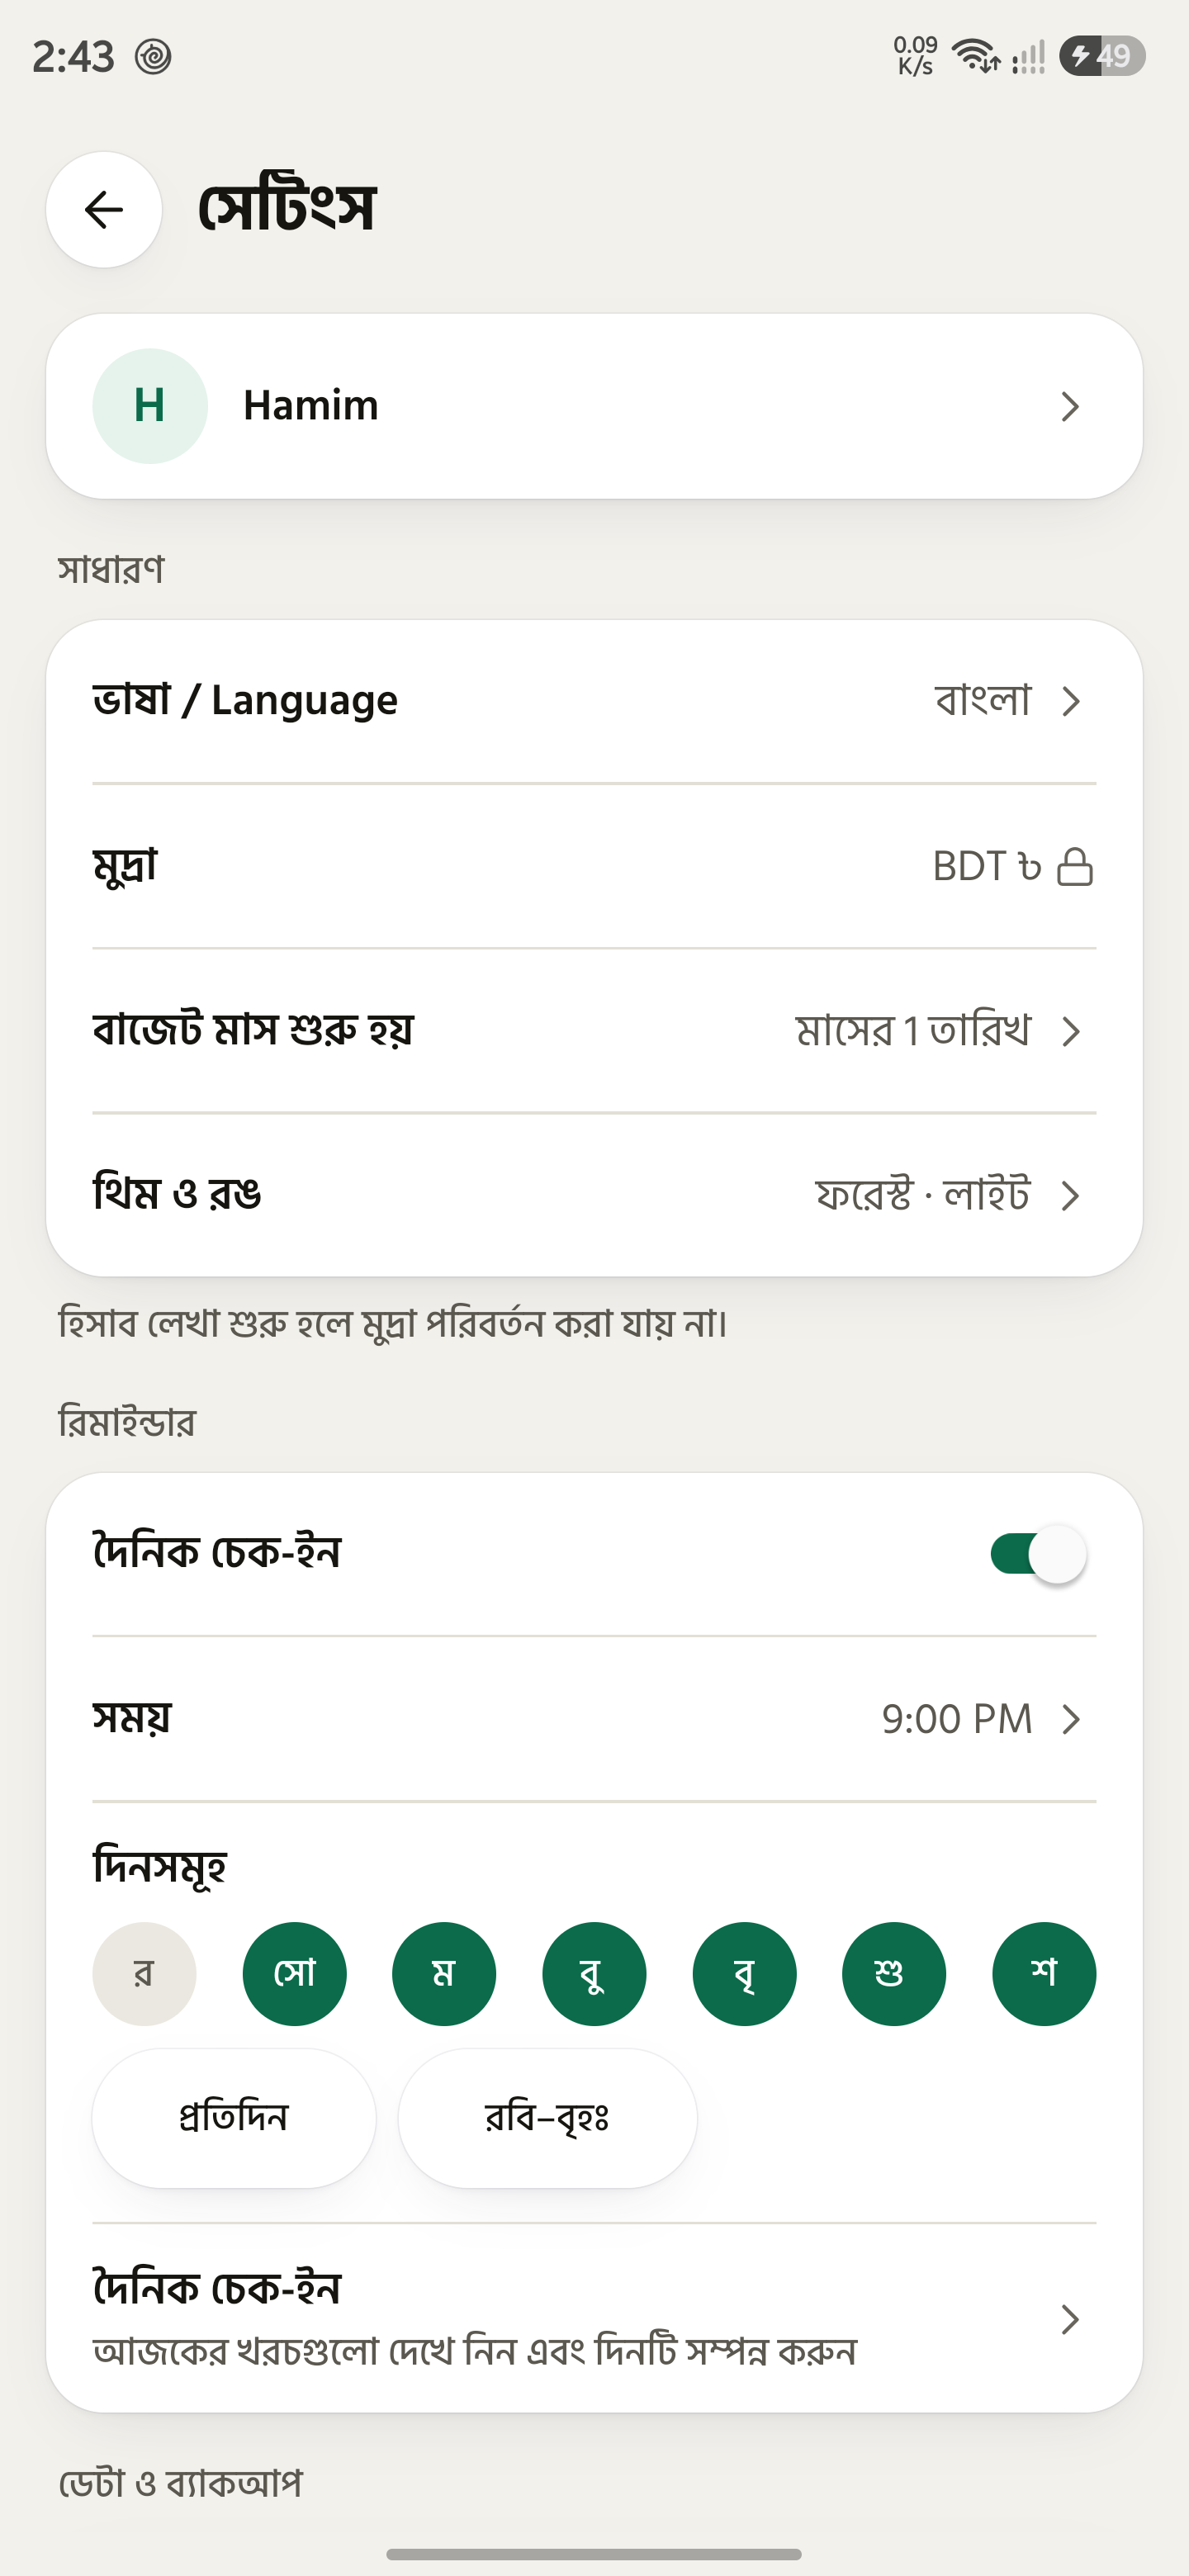 2:43
0.09 K/s
49
সেটিংস
H
Hamim
সাধারণ
ভাষা / Language
বাংলা
মুদ্রা
BDT ৳
বাজেট মাস শুরু হয়
মাসের 1 তারিখ
থিম ও রঙ
ফরেস্ট · লাইট
হিসাব লেখা শুরু হলে মুদ্রা পরিবর্তন করা যায় না।
রিমাইন্ডার
দৈনিক চেক-ইন
সময়
9:00 PM
দিনসমূহ
র সো ম বু বৃ শু শ
প্রতিদিন
রবি–বৃহঃ
দৈনিক চেক-ইন
আজকের খরচগুলো দেখে নিন এবং দিনটি সম্পন্ন করুন
ডেটা ও ব্যাকআপ